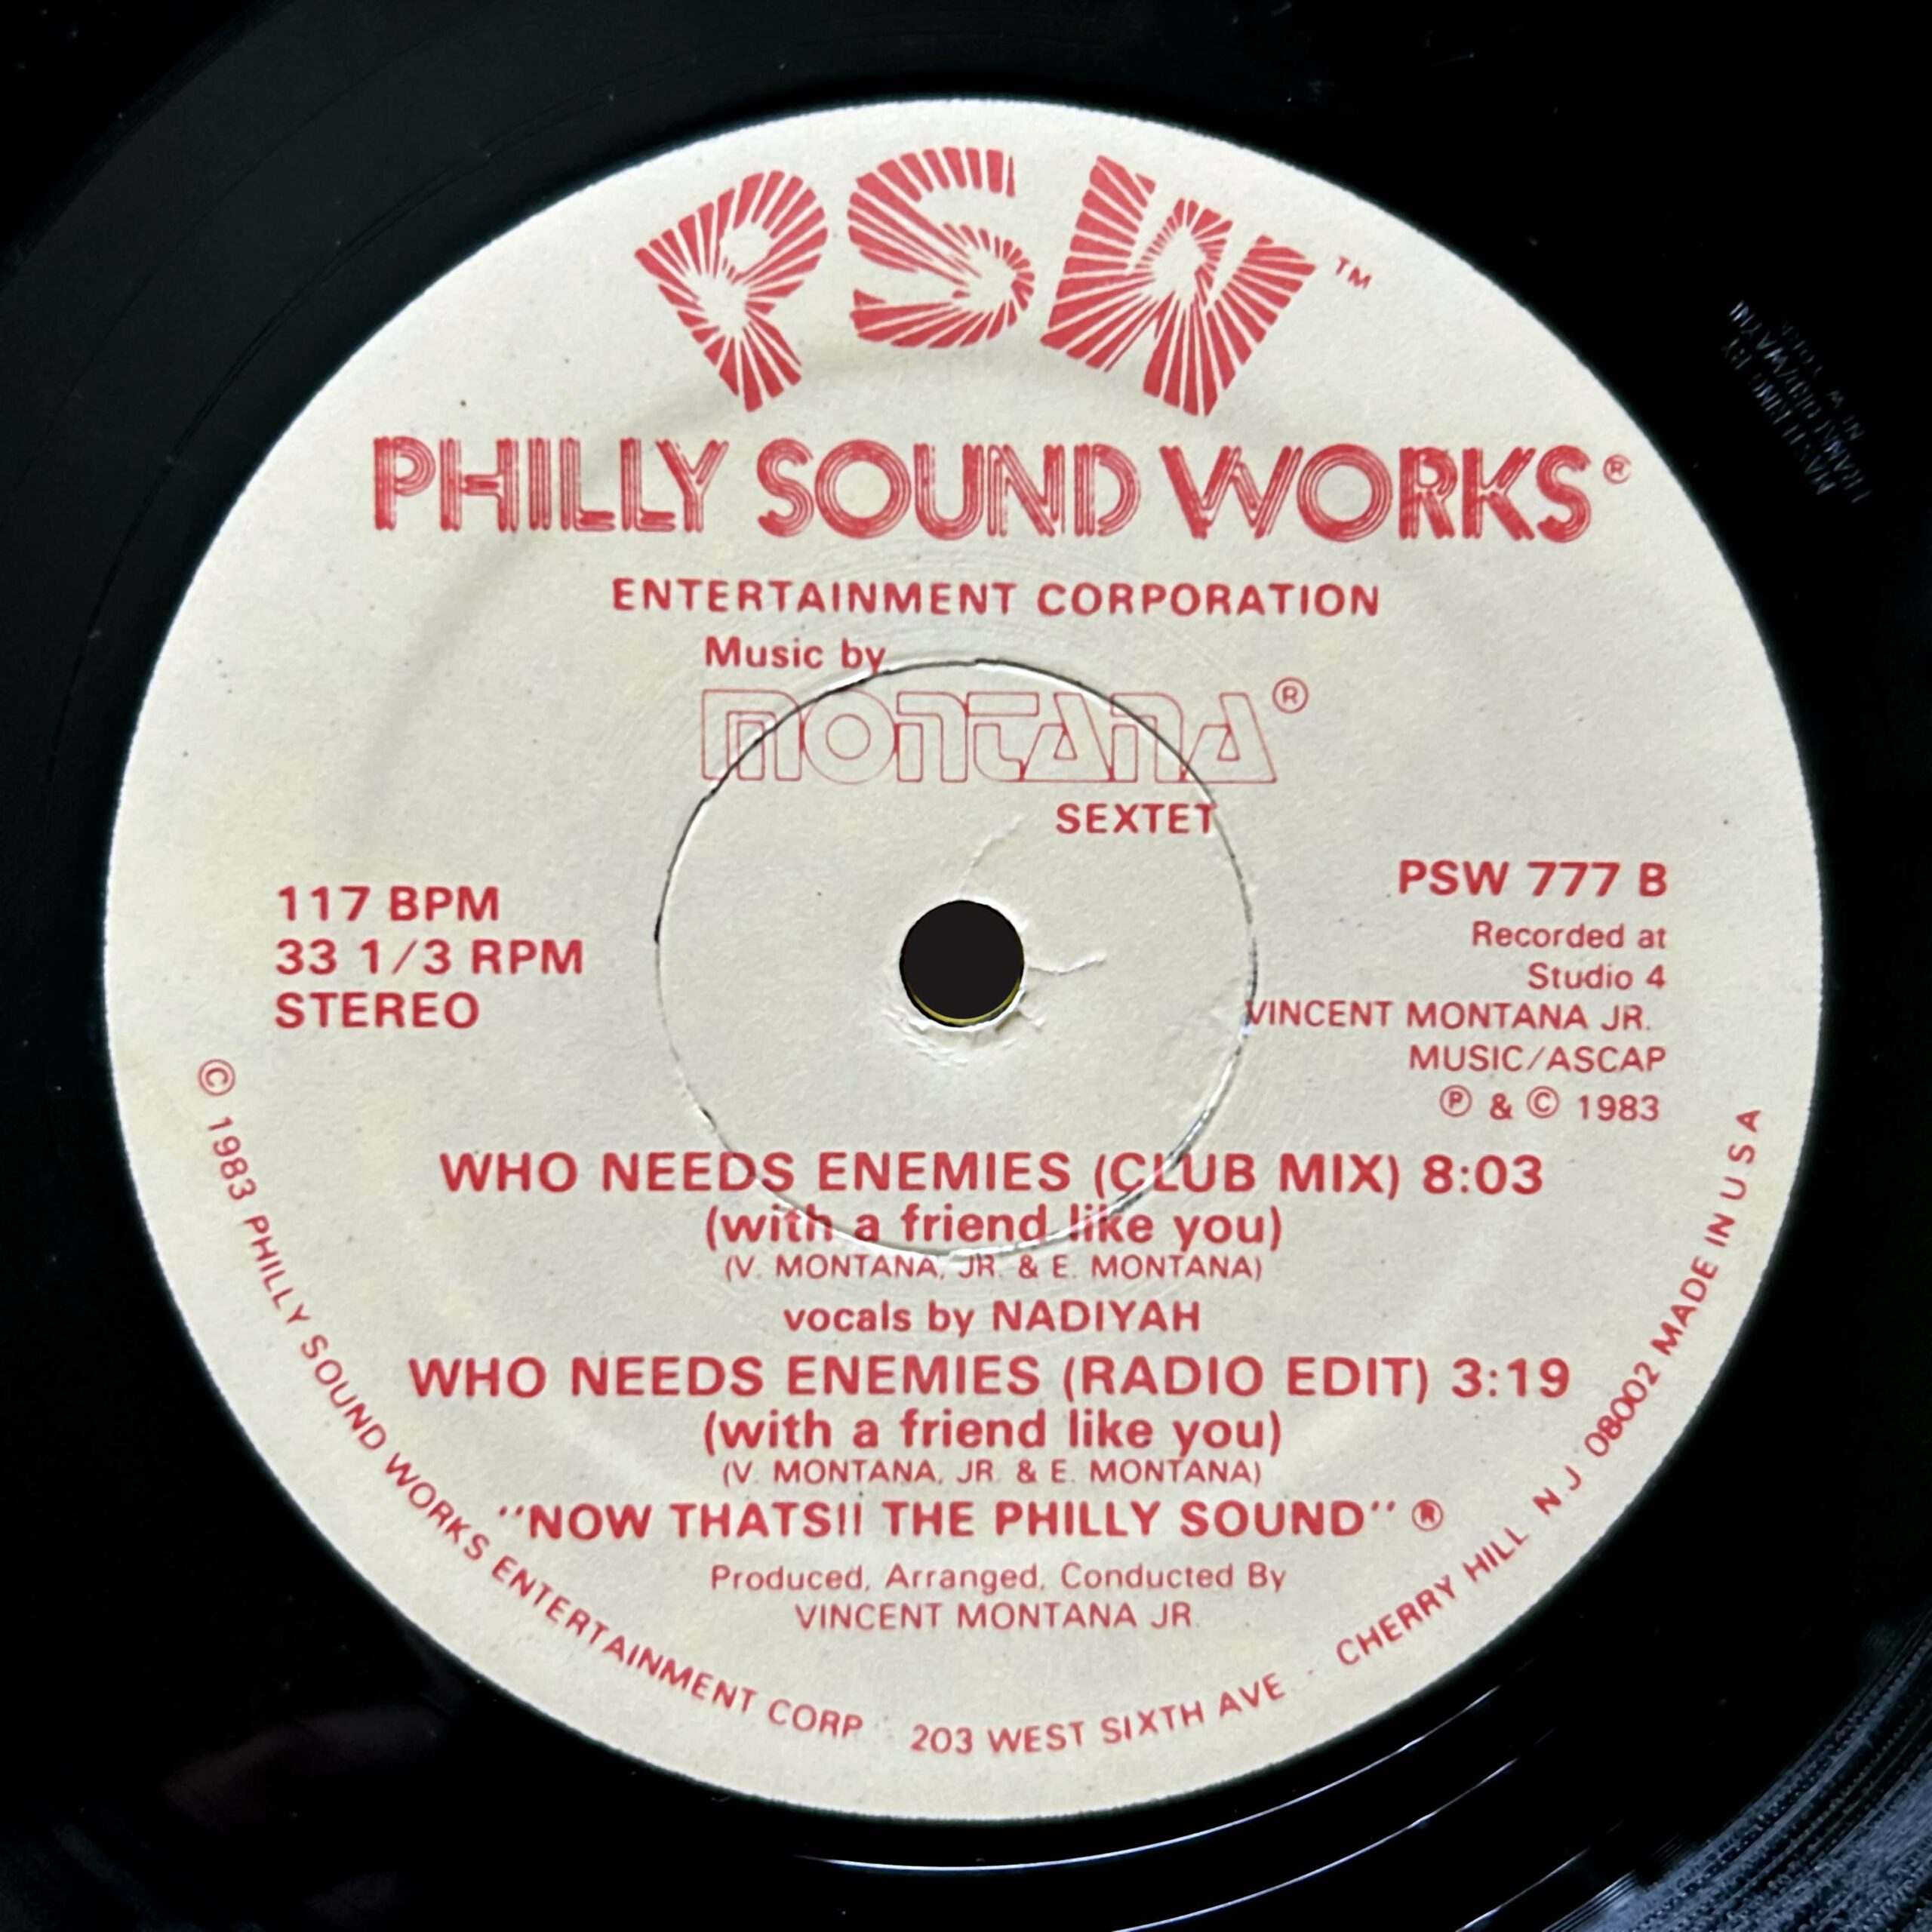 PSW™
PHILLY SOUND WORKS®
ENTERTAINMENT CORPORATION
Music by
MONTANA®
SEXTET
117 BPM
33 1/3 RPM
STEREO
PSW 777 B
Recorded at
Studio 4
VINCENT MONTANA JR.
MUSIC/ASCAP
℗ & © 1983
WHO NEEDS ENEMIES (CLUB MIX) 8:03
(with a friend like you)
(V. MONTANA, JR. & E. MONTANA)
vocals by NADIYAH
WHO NEEDS ENEMIES (RADIO EDIT) 3:19
(with a friend like you)
(V. MONTANA, JR. & E. MONTANA)
"NOW THATS!! THE PHILLY SOUND" ®
Produced, Arranged, Conducted By
VINCENT MONTANA JR.
© 1983 PHILLY SOUND WORKS ENTERTAINMENT CORP · 203 WEST SIXTH AVE · CHERRY HILL N J 08002 MADE IN U S A